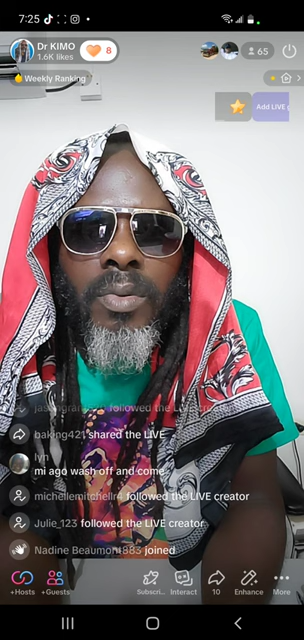 7:25
Dr KIMO
1.6K likes
8
65
Weekly Ranking
Add LIVE
followed the LIVE creator
baking421 shared the LIVE
lyn
mi ago wash off and come
michellemitchellr4 followed the LIVE creator
Julie_123 followed the LIVE creator
Nadine Beaumont983 joined
+Hosts
+Guests
Subscri...
Interact
10
Enhance
More